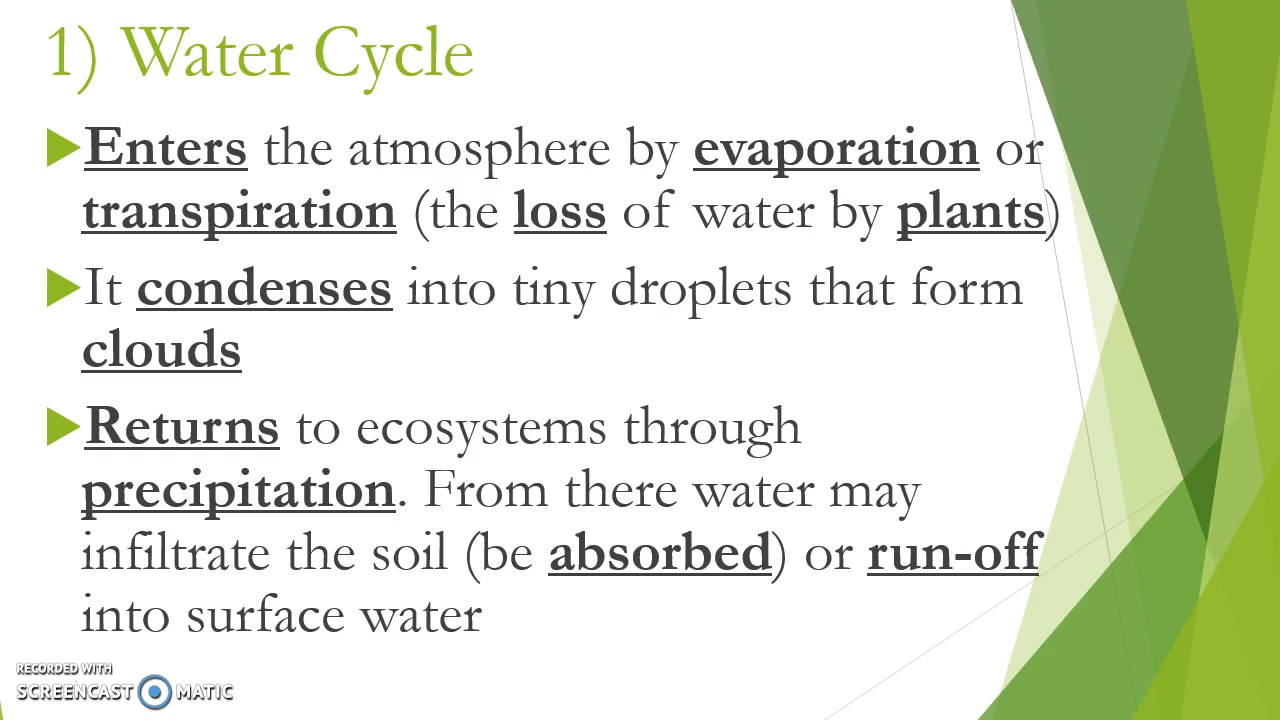 1) Water Cycle
Enters the atmosphere by evaporation or
transpiration (the loss of water by plants)
It condenses into tiny droplets that form
clouds
Returns to ecosystems through
precipitation. From there water may
infiltrate the soil (be absorbed) or run-off
into surface water
RECORDED WITH
SCREENCAST MATIC